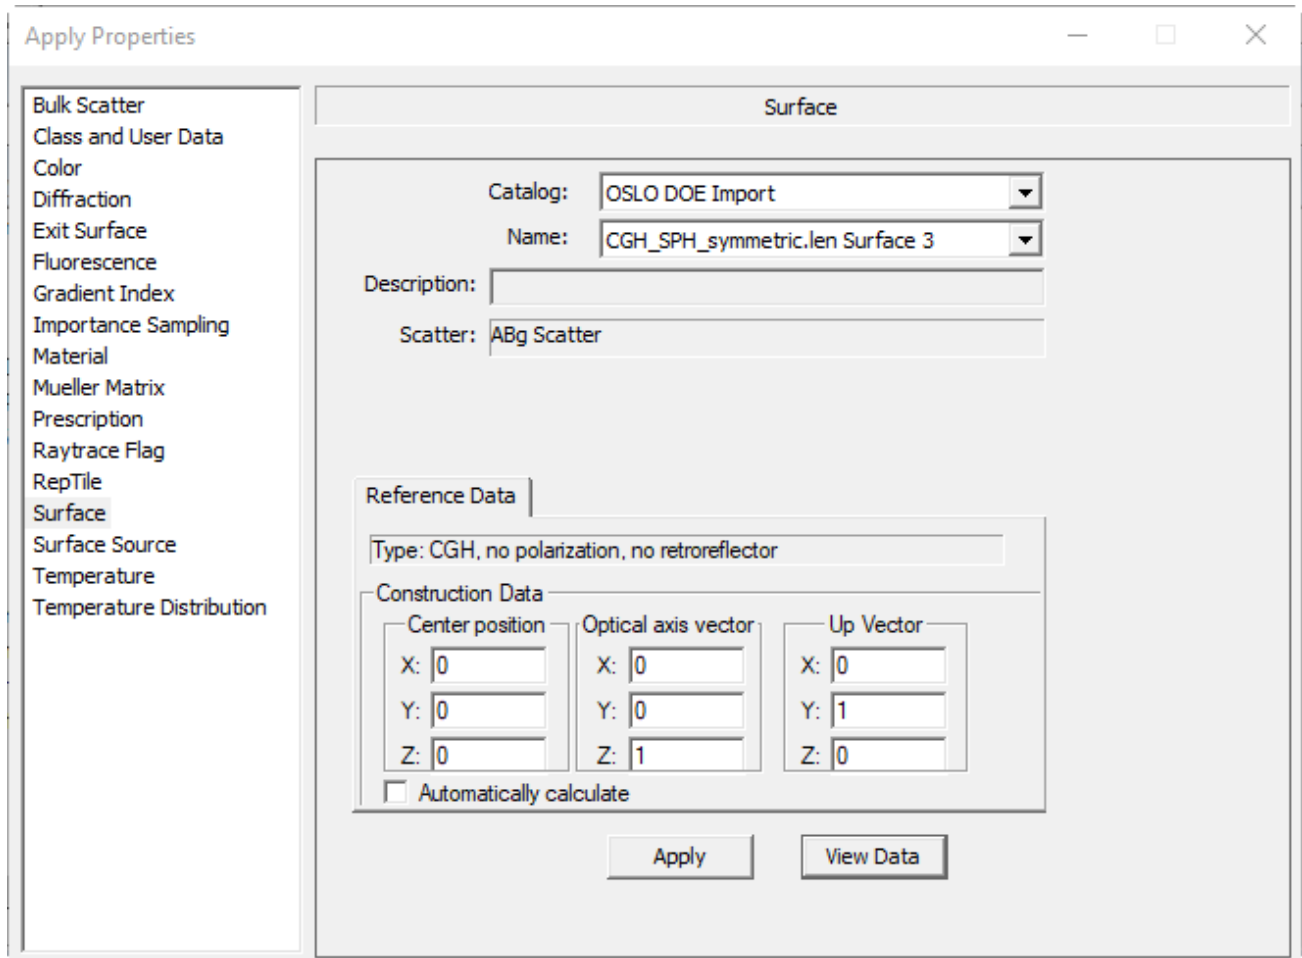 Apply Properties
Bulk Scatter
Class and User Data
Color
Diffraction
Exit Surface
Fluorescence
Gradient Index
Importance Sampling
Material
Mueller Matrix
Prescription
Raytrace Flag
RepTile
Surface
Surface Source
Temperature
Temperature Distribution
Surface
Catalog: OSLO DOE Import
Name: CGH_SPH_symmetric.len Surface 3
Description:
Scatter: ABg Scatter
Reference Data
Type: CGH, no polarization, no retroreflector
Construction Data
Center position Optical axis vector Up Vector
X: 0 X: 0 X: 0
Y: 0 Y: 0 Y: 1
Z: 0 Z: 1 Z: 0
Automatically calculate
Apply View Data